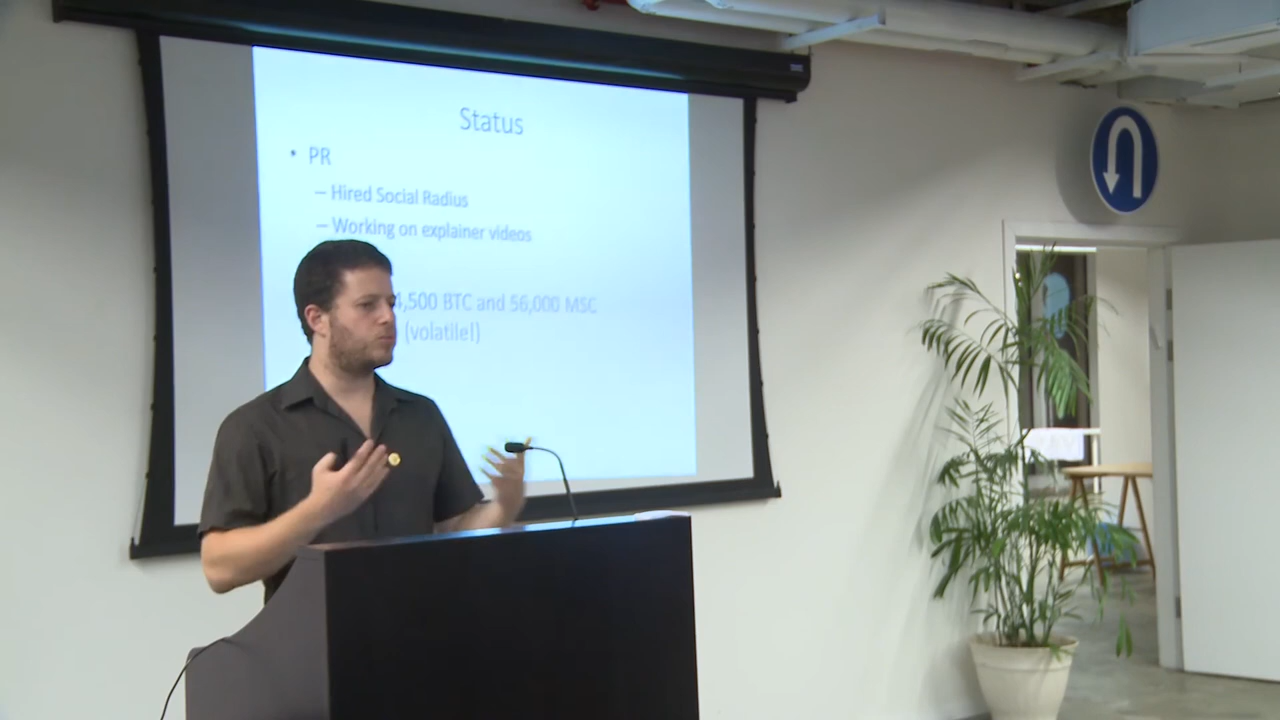 Status
• PR
– Hired Social Radius
– Working on explainer videos
4,500 BTC and 56,000 MSC
(volatile!)